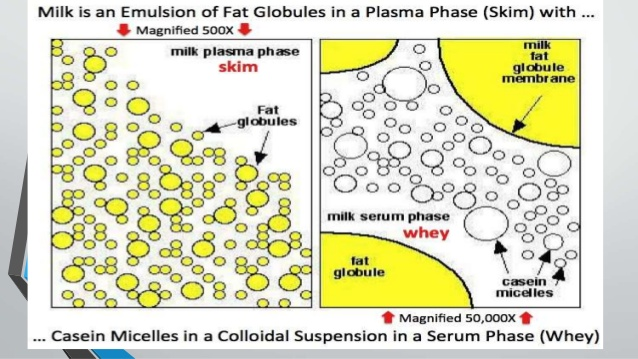 Milk is an Emulsion of Fat Globules in a Plasma Phase (Skim) with ...
Magnified 500X
milk plasma phase
skim
Fat
globules
milk
fat
globule
membrane
milk serum phase
whey
fat
globule
casein
micelles
Magnified 50,000X
... Casein Micelles in a Colloidal Suspension in a Serum Phase (Whey)